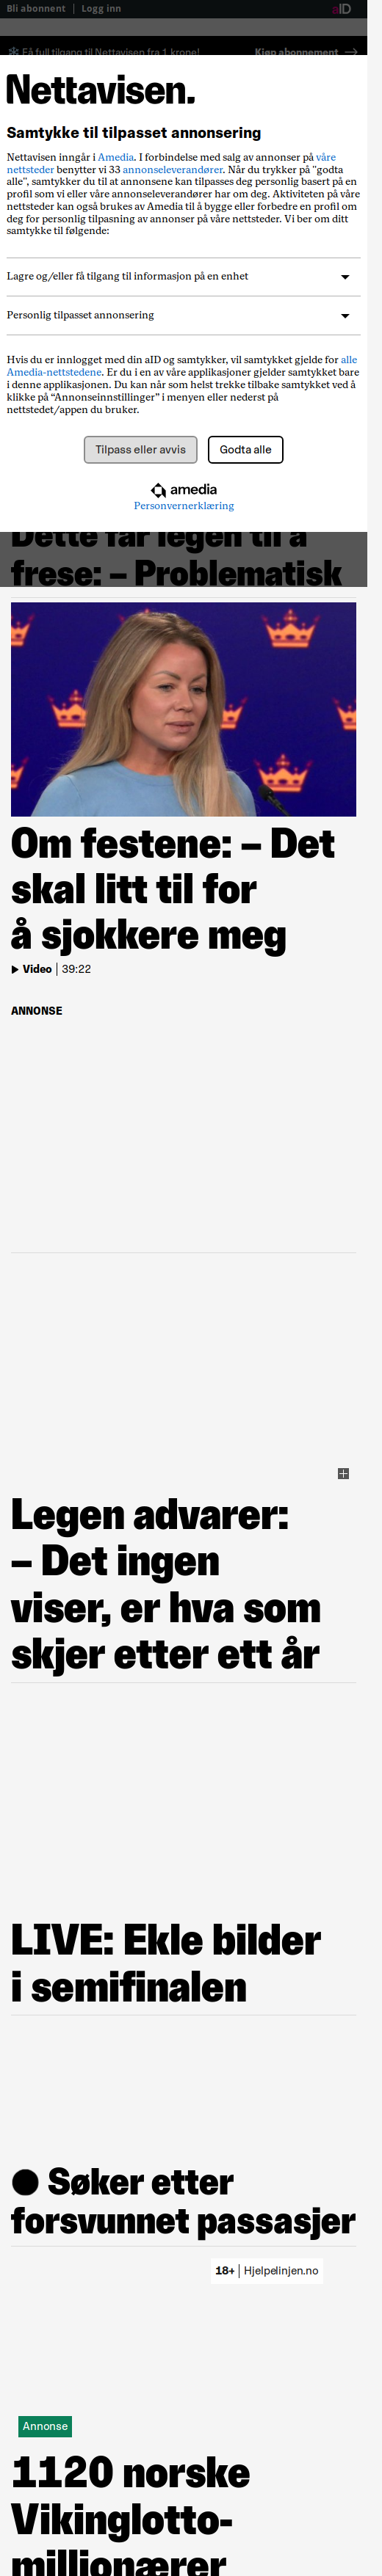 Bli abonnent | Logg inn aID
Få full tilgang til Nettavisen fra 1 krone! Kjøp abonnement
Nettavisen.
Samtykke til tilpasset annonsering
Nettavisen inngår i Amedia. I forbindelse med salg av annonser på våre
nettsteder benytter vi 33 annonseleverandører. Når du trykker på "godta
alle", samtykker du til at annonsene kan tilpasses deg personlig basert på en
profil som vi eller våre annonseleverandører har om deg. Aktiviteten på våre
nettsteder kan også brukes av Amedia til å bygge eller forbedre en profil om
deg for personlig tilpasning av annonser på våre nettsteder. Vi ber om ditt
samtykke til følgende:
Lagre og/eller få tilgang til informasjon på en enhet
Personlig tilpasset annonsering
Hvis du er innlogget med din aID og samtykker, vil samtykket gjelde for alle
Amedia-nettstedene. Er du i en av våre applikasjoner gjelder samtykket bare
i denne applikasjonen. Du kan når som helst trekke tilbake samtykket ved å
klikke på “Annonseinnstillinger” i menyen eller nederst på
nettstedet/appen du bruker.
Tilpass eller avvis Godta alle
amedia
Personvernerklæring
Dette får legen til å
frese: – Problematisk
Om festene: – Det
skal litt til for
å sjokkere meg
Video | 39:22
ANNONSE
Legen advarer:
– Det ingen
viser, er hva som
skjer etter ett år
LIVE: Ekle bilder
i semifinalen
Søker etter
forsvunnet passasjer
18+ | Hjelpelinjen.no
Annonse
1120 norske
Vikinglotto-
millionærer